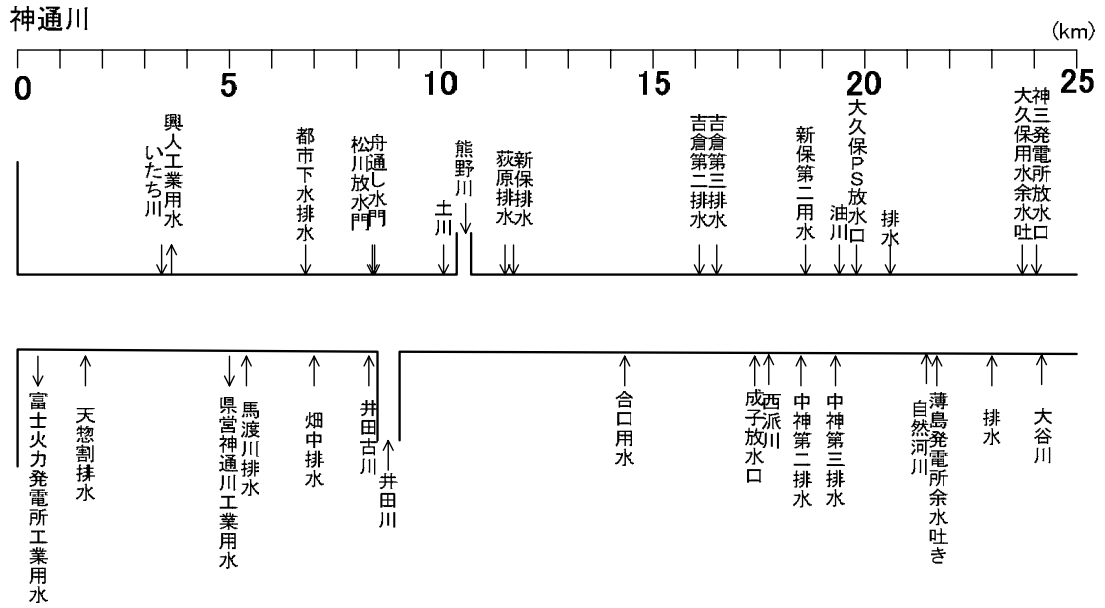 神通川
(km)
0
5
10
15
20
25
いたち川
興人工業用水
都市下水排水
松川放水門
舟通し水門
土川
熊野川
荻原排水
新保排水
吉倉第二排水
吉倉第三排水
新保第二用水
油川
大久保PS放水口
排水
大久保用水余水吐
神三発電所放水口
富士火力発電所工業用水
天惣割排水
県営神通川工業用水
馬渡川排水
畑中排水
井田古川
井田川
合口用水
成子放水口
西派川
中神第二排水
中神第三排水
自然河川
薄島発電所余水吐き
排水
大谷川